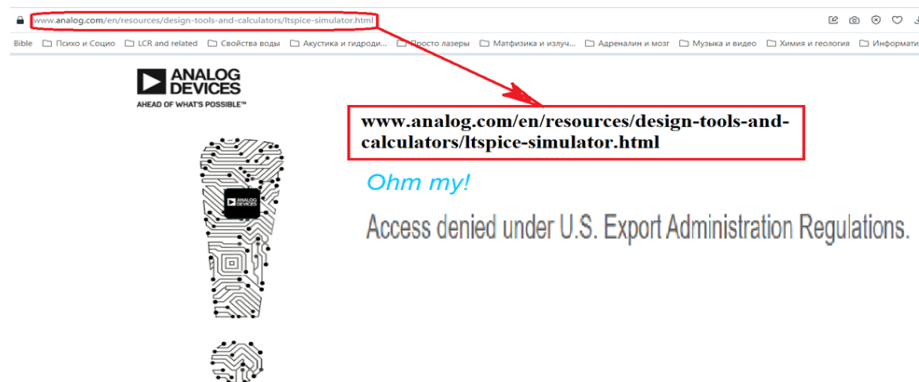 www.analog.com/en/resources/design-tools-and-calculators/ltspice-simulator.html
Bible Психо и Социо LCR and related Свойства воды Акустика и гидроди... Просто лазеры Матфизика и излуч... Адреналин и мозг Музыка и видео Химия и геология Информати
ANALOG
DEVICES
AHEAD OF WHAT'S POSSIBLE™
www.analog.com/en/resources/design-tools-and-
calculators/ltspice-simulator.html
ANALOG
DEVICES
Ohm my!
Access denied under U.S. Export Administration Regulations.